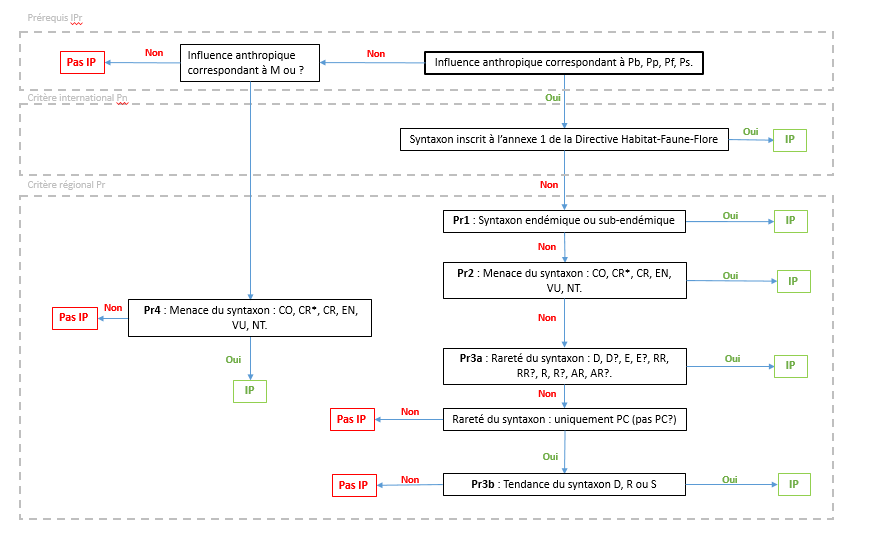 Prérequis IPr
Pas IP
Non
Influence anthropique
correspondant à M ou ?
Non
Influence anthropique correspondant à Pb, Pp, Pf, Ps.
Critère international Pn
Oui
Syntaxon inscrit à l'annexe 1 de la Directive Habitat-Faune-Flore
Oui
IP
Critère régional Pr
Non
Pr1 : Syntaxon endémique ou sub-endémique
Oui
IP
Non
Pr2 : Menace du syntaxon : CO, CR*, CR, EN,
VU, NT.
Oui
IP
Pas IP
Non
Pr4 : Menace du syntaxon : CO, CR*, CR, EN,
VU, NT.
Non
Oui
IP
Pr3a : Rareté du syntaxon : D, D?, E, E?, RR,
RR?, R, R?, AR, AR?.
Oui
IP
Non
Pas IP
Non
Rareté du syntaxon : uniquement PC (pas PC?)
Oui
Pas IP
Non
Pr3b : Tendance du syntaxon D, R ou S
Oui
IP